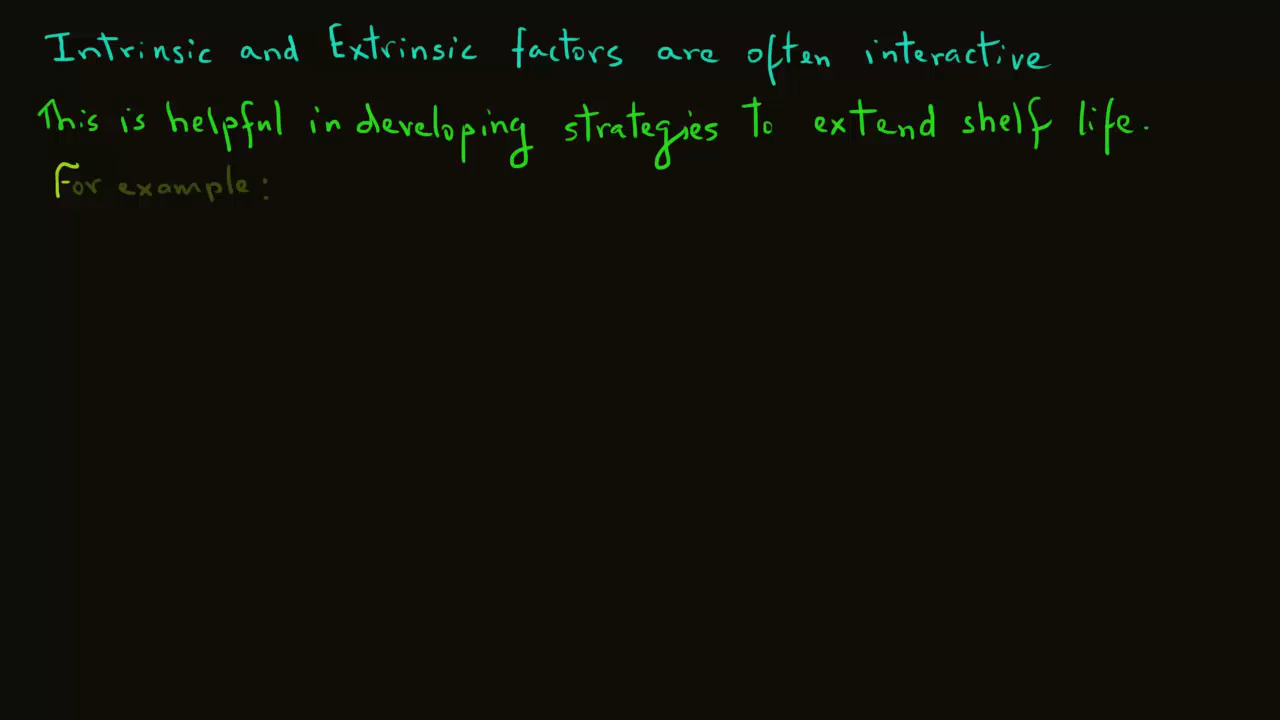 Intrinsic and Extrinsic factors are often interactive
This is helpful in developing strategies to extend shelf life.
For example: